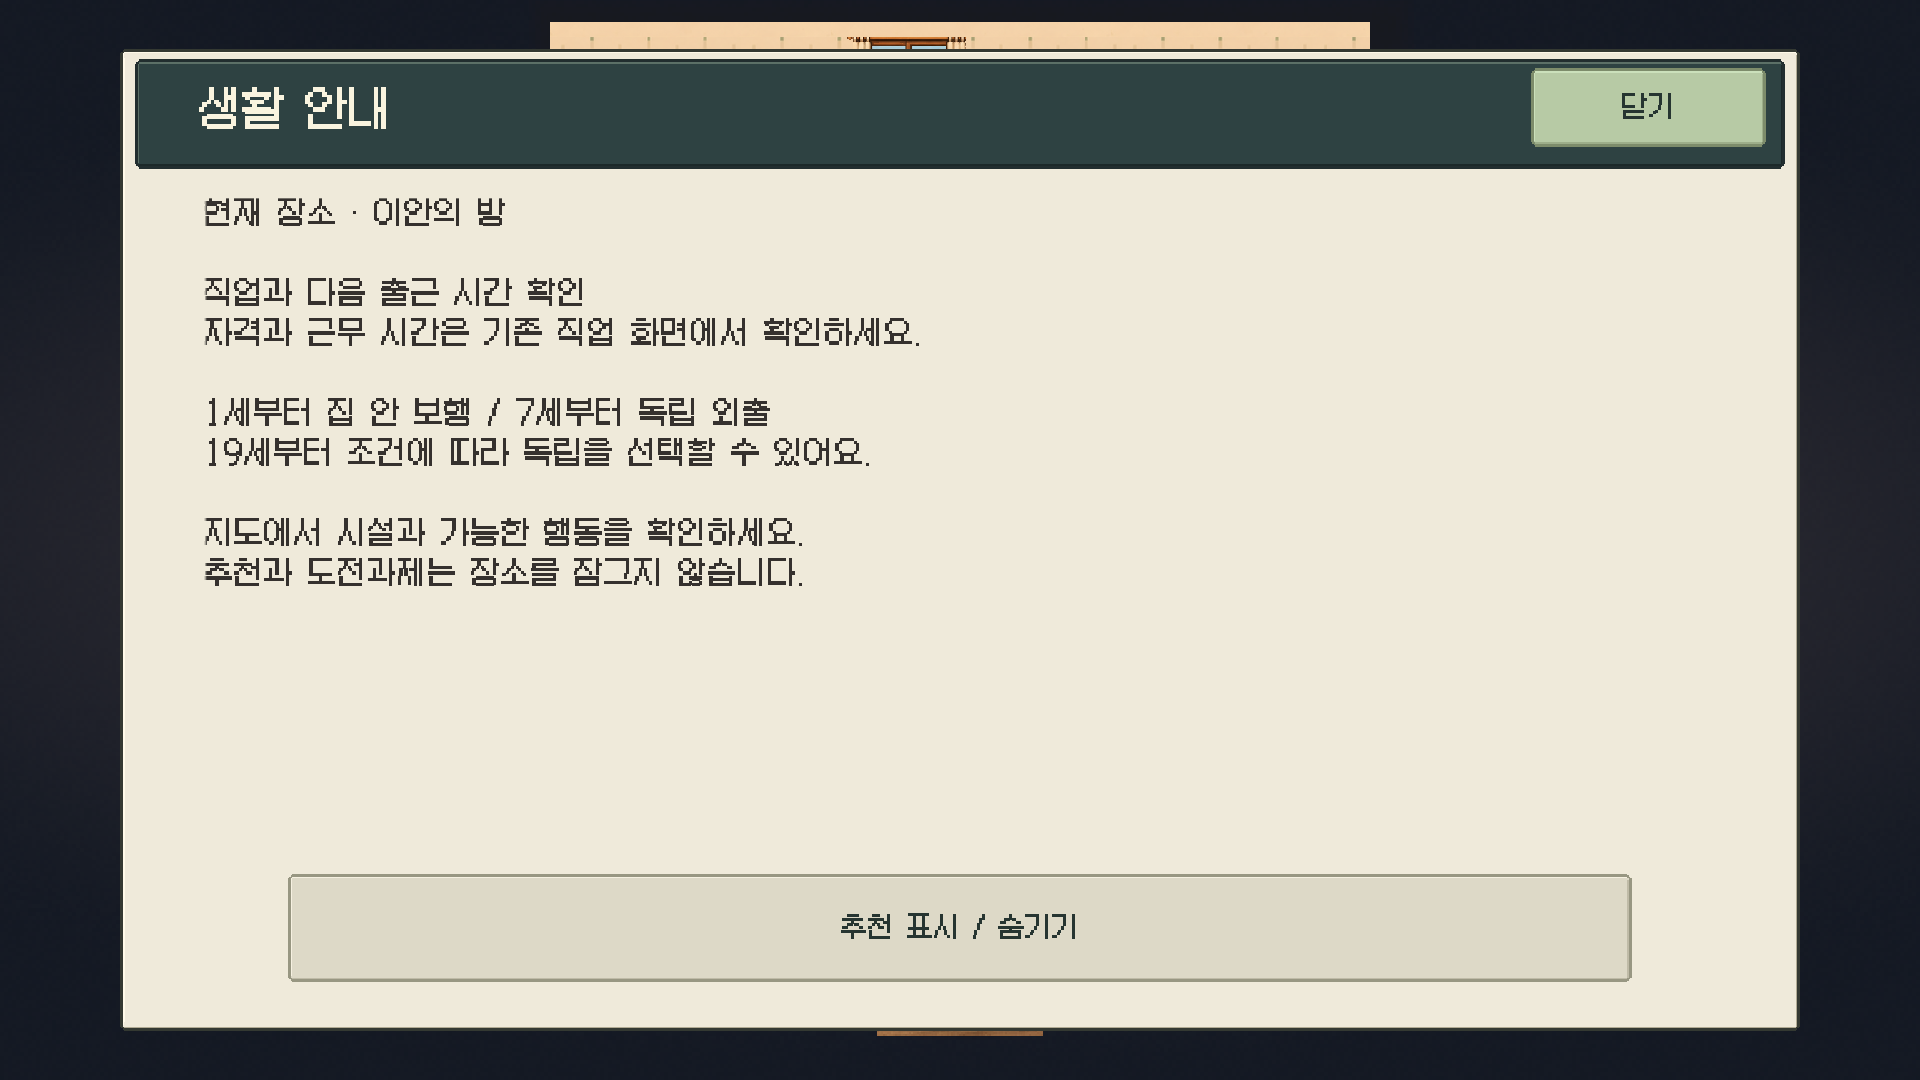 생활 안내
닫기
현재 장소 · 이안의 방
직업과 다음 출근 시간 확인
자격과 근무 시간은 기존 직업 화면에서 확인하세요.
1세부터 집 안 보행 / 7세부터 독립 외출
19세부터 조건에 따라 독립을 선택할 수 있어요.
지도에서 시설과 가능한 행동을 확인하세요.
추천과 도전과제는 장소를 잠그지 않습니다.
추천 표시 / 숨기기